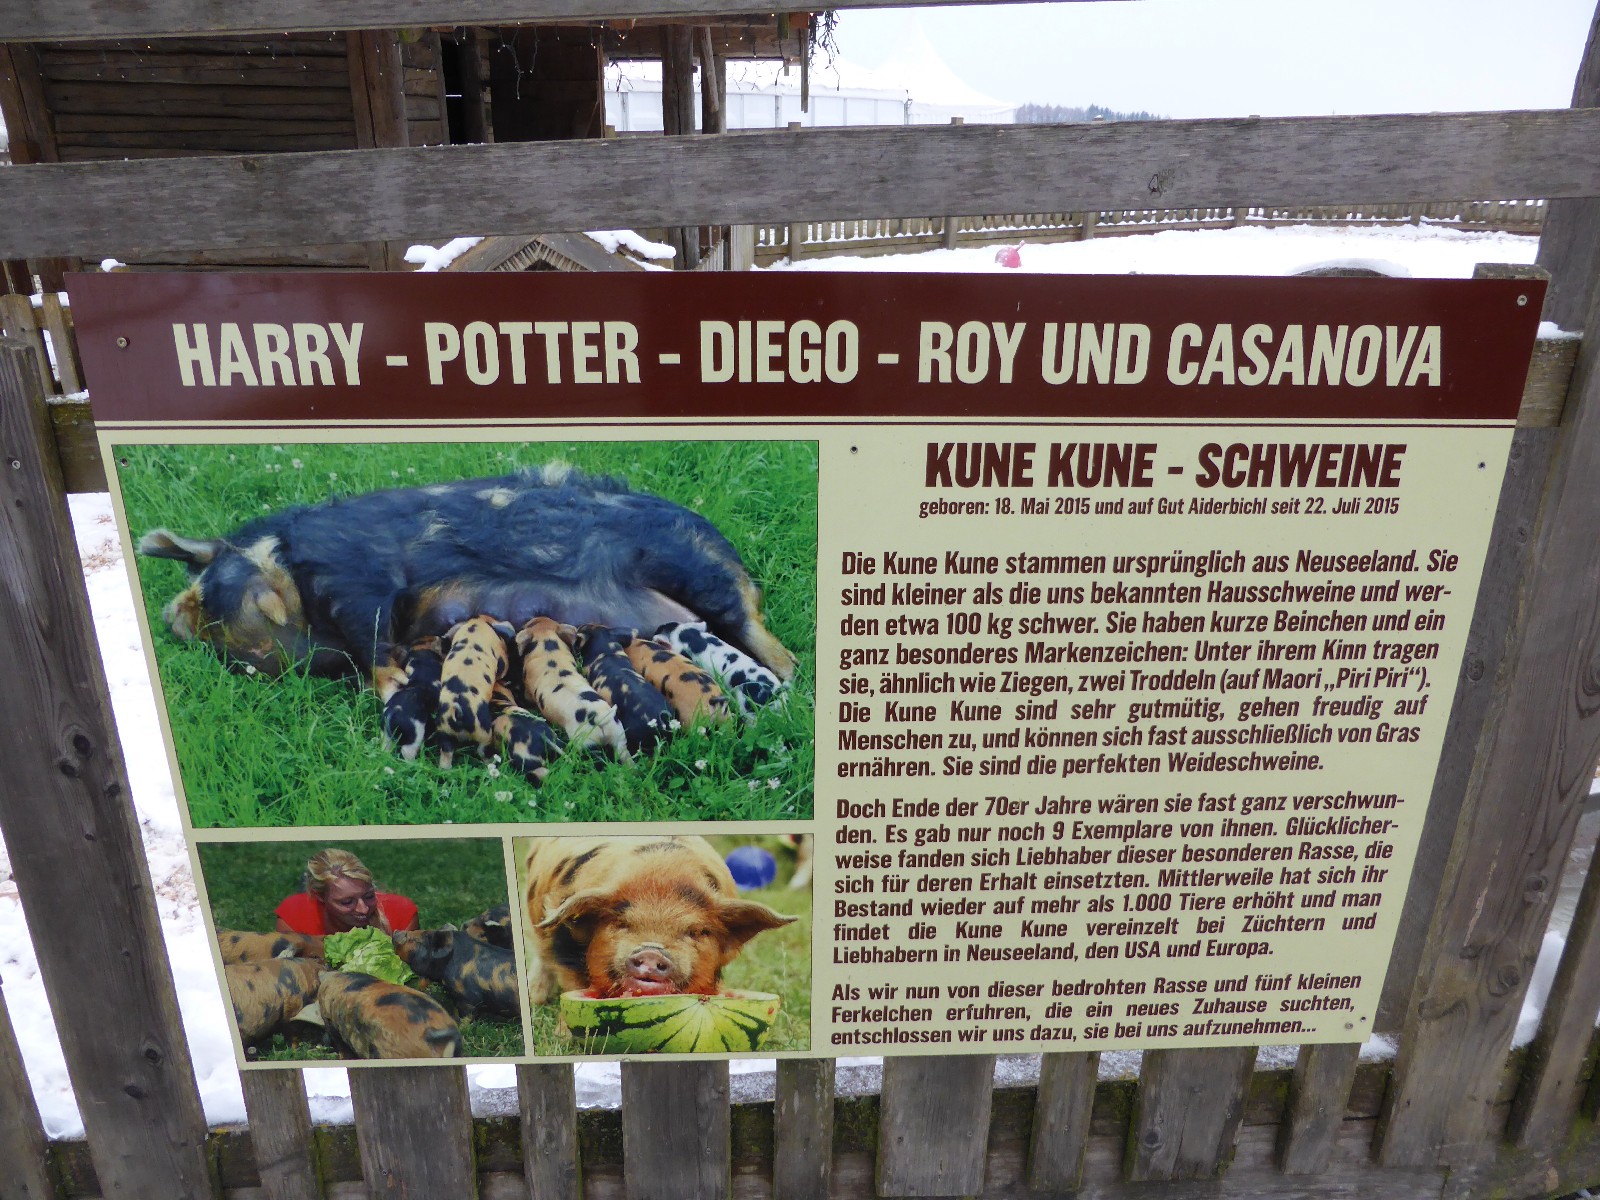 HARRY - POTTER - DIEGO - ROY UND CASANOVA
KUNE KUNE - SCHWEINE
geboren: 18. Mai 2015 und auf Gut Aiderbichl seit 22. Juli 2015
Die Kune Kune stammen ursprünglich aus Neuseeland. Sie
sind kleiner als die uns bekannten Hausschweine und wer-
den etwa 100 kg schwer. Sie haben kurze Beinchen und ein
ganz besonderes Markenzeichen: Unter ihrem Kinn tragen
sie, ähnlich wie Ziegen, zwei Troddeln (auf Maori „Piri Piri“).
Die Kune Kune sind sehr gutmütig, gehen freudig auf
Menschen zu, und können sich fast ausschließlich von Gras
ernähren. Sie sind die perfekten Weideschweine.
Doch Ende der 70er Jahre wären sie fast ganz verschwun-
den. Es gab nur noch 9 Exemplare von ihnen. Glücklicher-
weise fanden sich Liebhaber dieser besonderen Rasse, die
sich für deren Erhalt einsetzten. Mittlerweile hat sich ihr
Bestand wieder auf mehr als 1.000 Tiere erhöht und man
findet die Kune Kune vereinzelt bei Züchtern und
Liebhabern in Neuseeland, den USA und Europa.
Als wir nun von dieser bedrohten Rasse und fünf kleinen
Ferkelchen erfuhren, die ein neues Zuhause suchten,
entschlossen wir uns dazu, sie bei uns aufzunehmen...